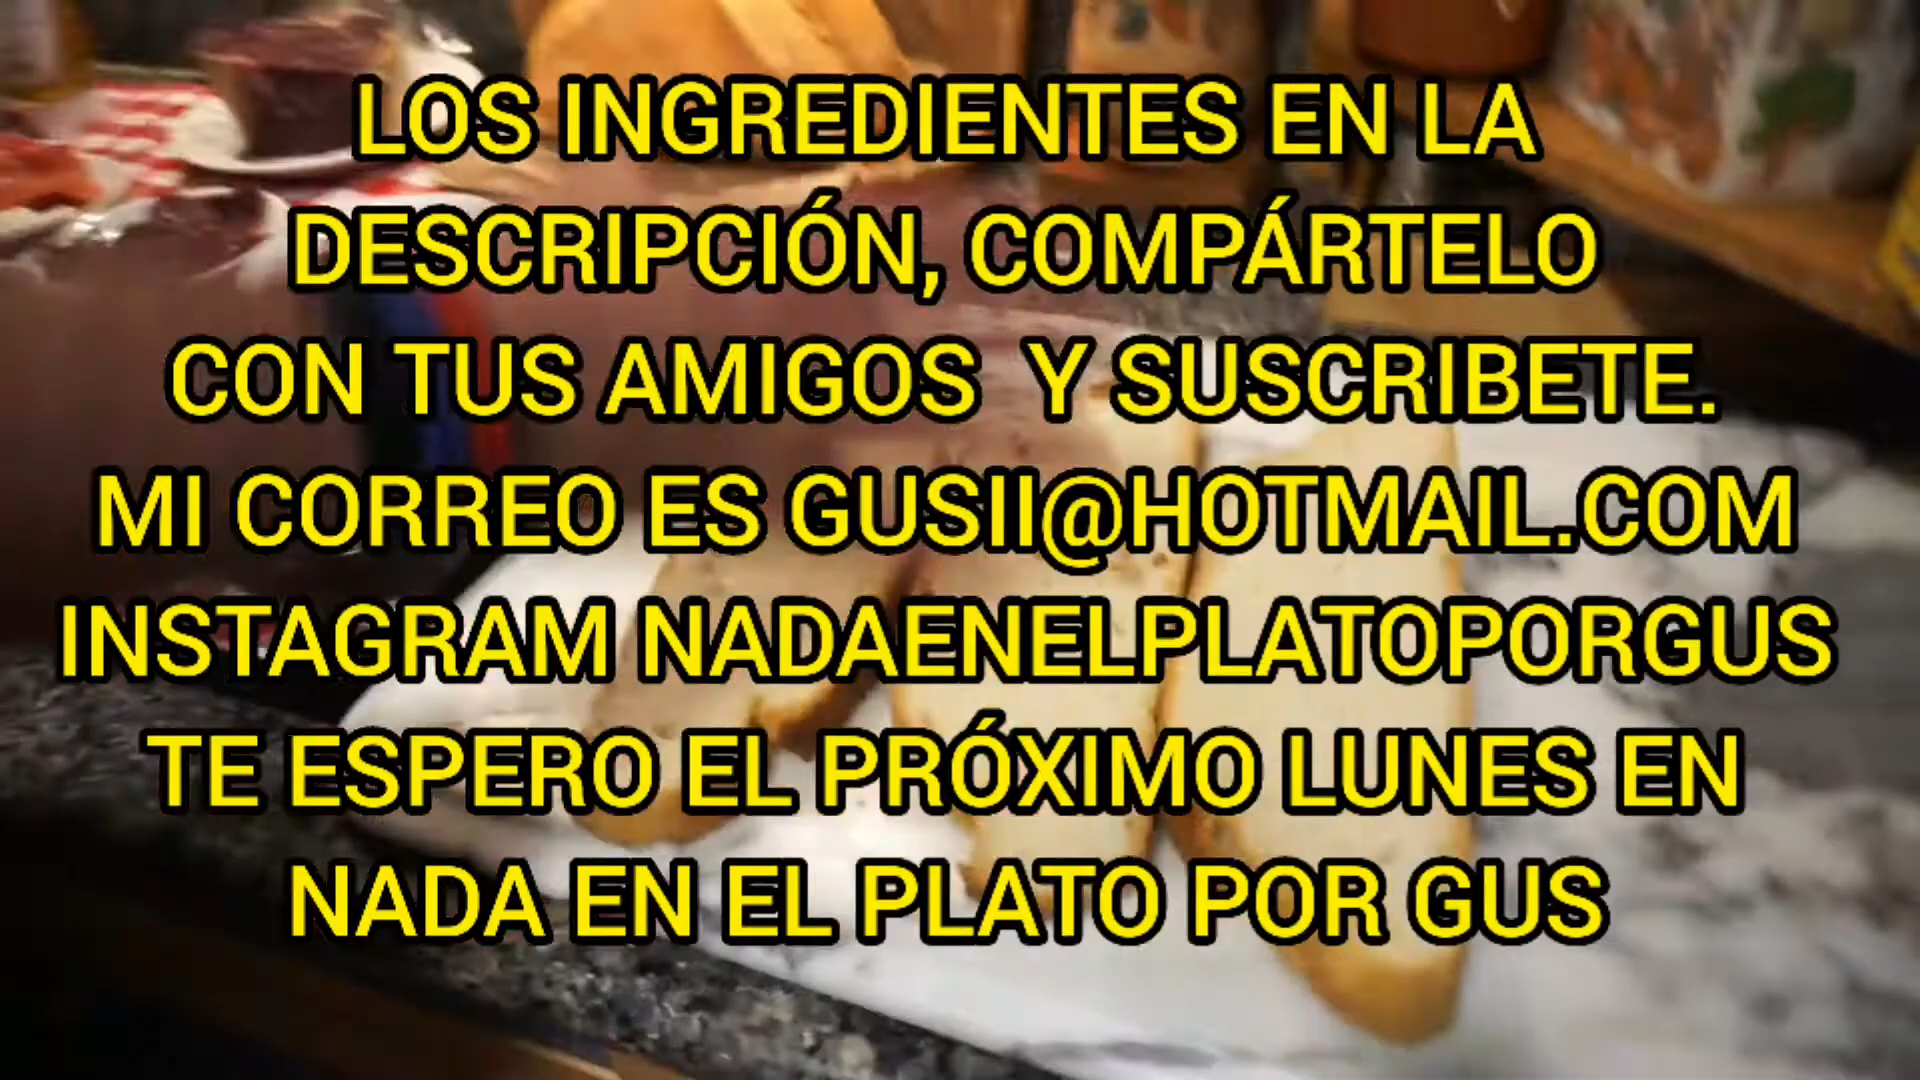 LOS INGREDIENTES EN LA
DESCRIPCIÓN, COMPÁRTELO
CON TUS AMIGOS Y SUSCRIBETE.
MI CORREO ES GUSII@HOTMAIL.COM
INSTAGRAM NADAENELPLATOPORGUS
TE ESPERO EL PRÓXIMO LUNES EN
NADA EN EL PLATO POR GUS